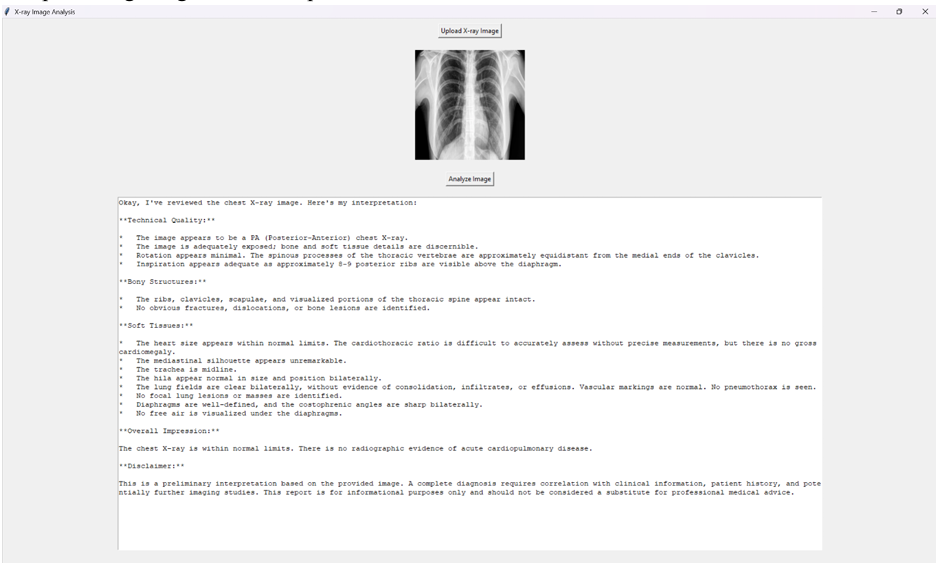 X-ray Image Analysis
Upload X-ray Image
Analyze Image
Okay, I've reviewed the chest X-ray image. Here's my interpretation:
**Technical Quality:**
* The image appears to be a PA (Posterior-Anterior) chest X-ray.
* The image is adequately exposed; bone and soft tissue details are discernible.
* Rotation appears minimal. The spinous processes of the thoracic vertebrae are approximately equidistant from the medial ends of the clavicles.
* Inspiration appears adequate as approximately 8-9 posterior ribs are visible above the diaphragm.
**Bony Structures:**
* The ribs, clavicles, scapulae, and visualized portions of the thoracic spine appear intact.
* No obvious fractures, dislocations, or bone lesions are identified.
**Soft Tissues:**
* The heart size appears within normal limits. The cardiothoracic ratio is difficult to accurately assess without precise measurements, but there is no gross
cardiomegaly.
* The mediastinal silhouette appears unremarkable.
* The trachea is midline.
* The hila appear normal in size and position bilaterally.
* The lung fields are clear bilaterally, without evidence of consolidation, infiltrates, or effusions. Vascular markings are normal. No pneumothorax is seen.
* No focal lung lesions or masses are identified.
* Diaphragms are well-defined, and the costophrenic angles are sharp bilaterally.
* No free air is visualized under the diaphragms.
**Overall Impression:**
The chest X-ray is within normal limits. There is no radiographic evidence of acute cardiopulmonary disease.
**Disclaimer:**
This is a preliminary interpretation based on the provided image. A complete diagnosis requires correlation with clinical information, patient history, and pote
ntially further imaging studies. This report is for informational purposes only and should not be considered a substitute for professional medical advice.